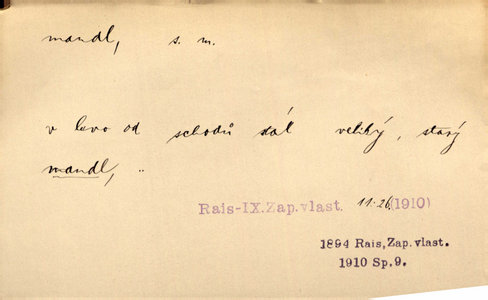 mandl, s. m.
v levo od schodů stál veliký, starý
mandl, ..
Rais-IX.Zap.vlast. 11.26.(1910)
1894 Rais, Zap.vlast.
1910 Sp.9.